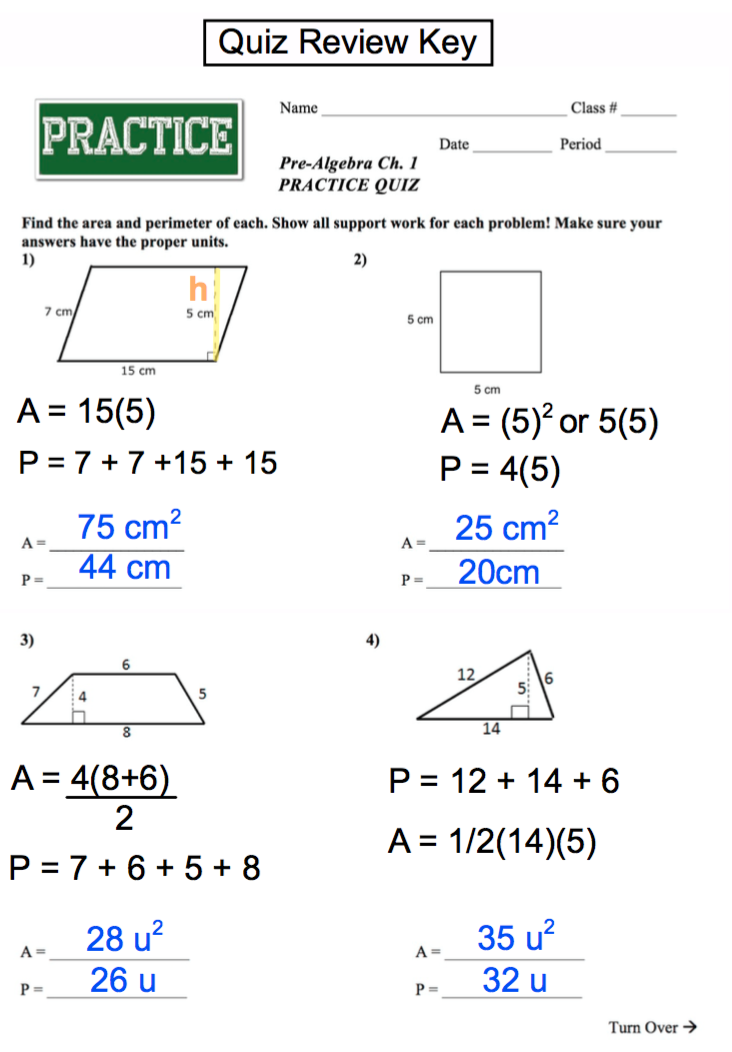 Quiz Review Key
PRACTICE
Name ____________ Class # ______
Date ________ Period ________
Pre-Algebra Ch. 1
PRACTICE QUIZ
Find the area and perimeter of each. Show all support work for each problem! Make sure your
answers have the proper units.
1)
h
7 cm
5 cm
15 cm
A = 15(5)
P = 7 + 7 +15 + 15
A = 75 cm²
P = 44 cm
2)
5 cm
5 cm
A = (5)² or 5(5)
P = 4(5)
A = 25 cm²
P = 20cm
3)
6
7
4
5
8
A = 4(8+6)
2
P = 7 + 6 + 5 + 8
A = 28 u²
P = 26 u
4)
12
5
6
14
P = 12 + 14 + 6
A = 1/2(14)(5)
A = 35 u²
P = 32 u
Turn Over →